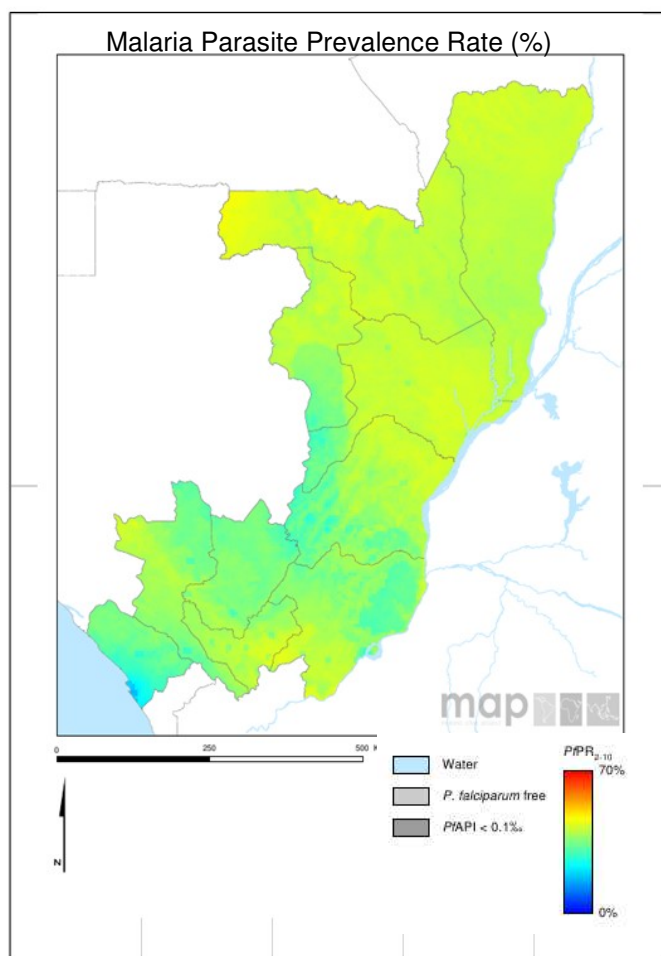 Malaria Parasite Prevalence Rate (%)
map
0 250 500
Water
P. falciparum free
PfAPI < 0.1‰
PfPR2-10
70%
0%
N